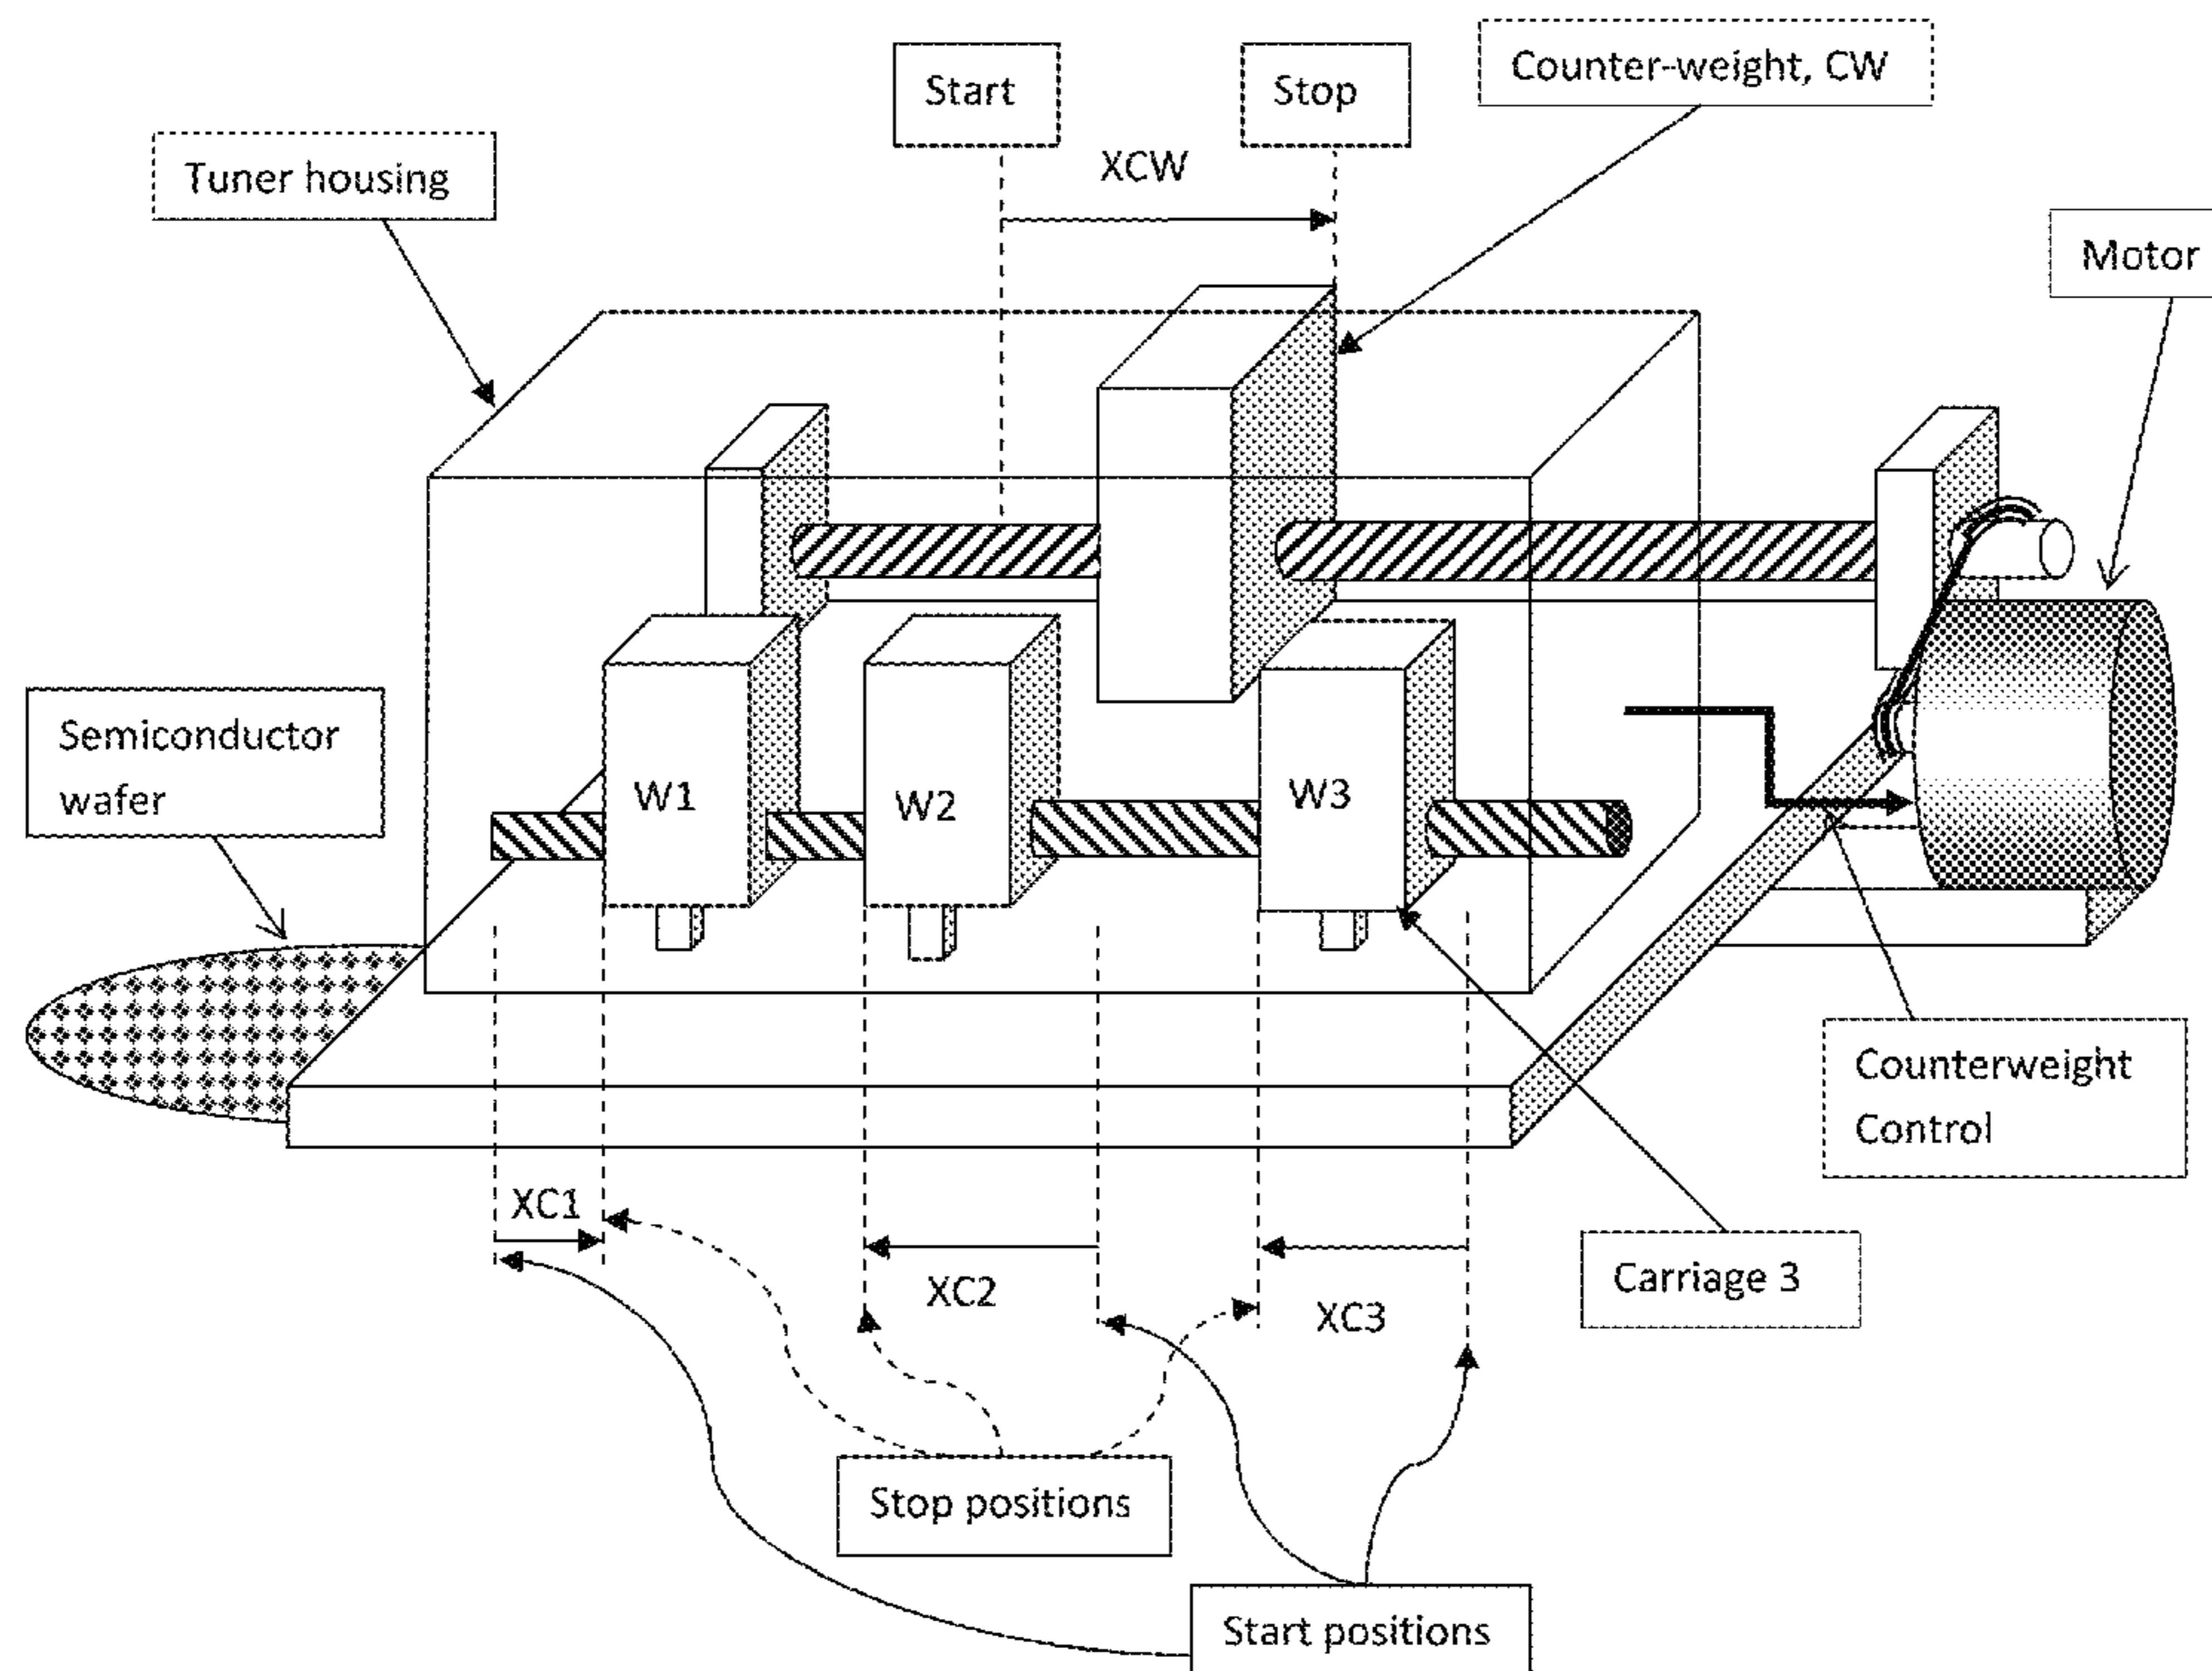 Start
Stop
Counter-weight, CW
XCW
Tuner housing
Motor
Semiconductor
wafer
W1
W2
W3
Counterweight
Control
XC1
XC2
XC3
Carriage 3
Stop positions
Start positions